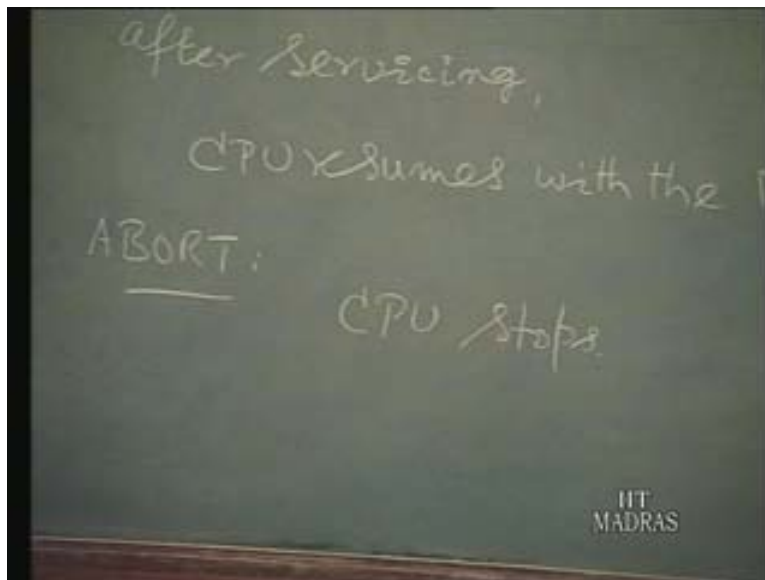 after servicing,
CPU resumes with the
ABORT:
CPU stops.
IIT
MADRAS